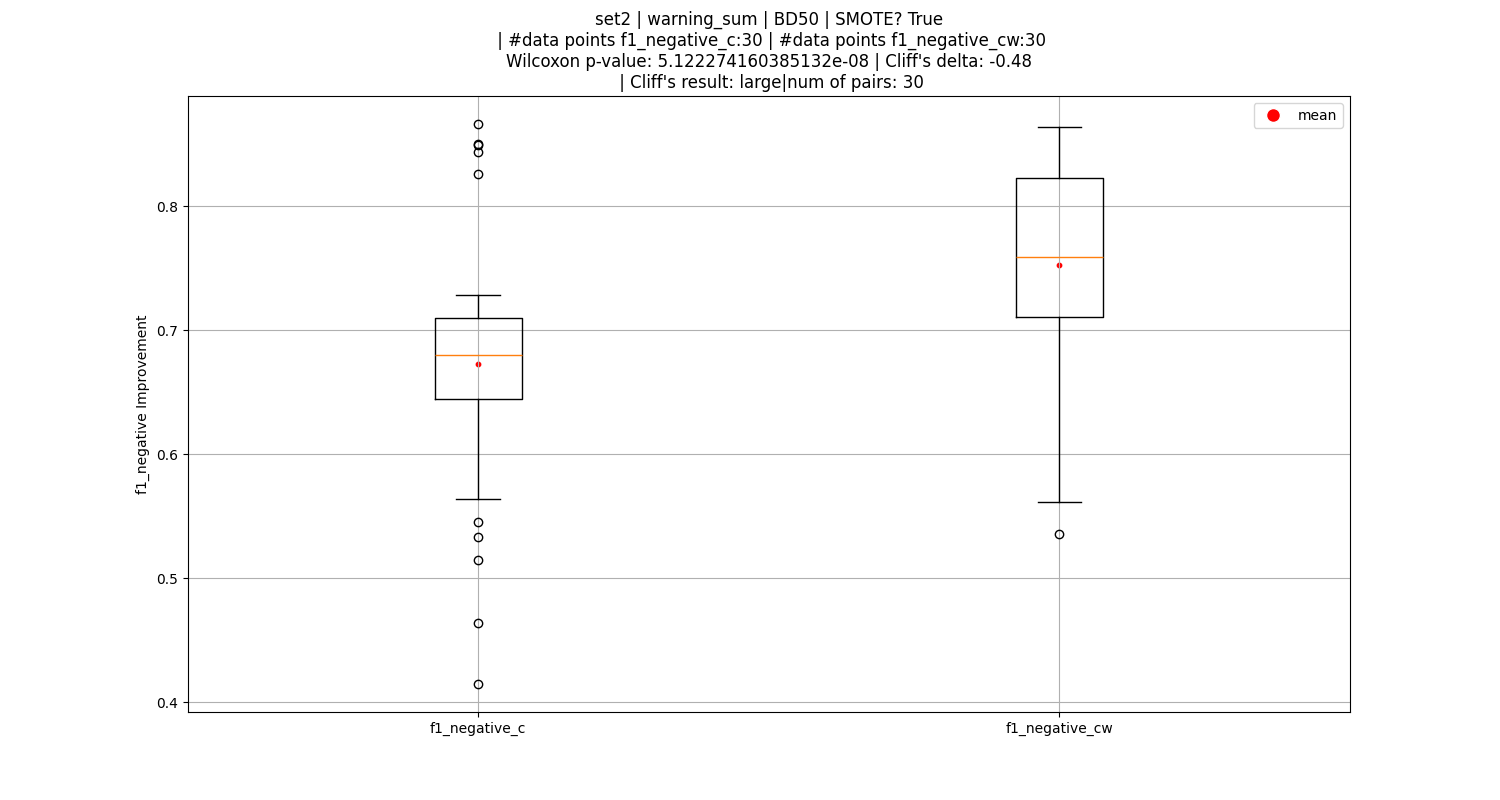 set2 | warning_sum | BD50 | SMOTE? True
| #data points f1_negative_c:30 | #data points f1_negative_cw:30
Wilcoxon p-value: 5.122274160385132e-08 | Cliff's delta: -0.48
| Cliff's result: large|num of pairs: 30
mean
0.8
0.7
0.6
0.5
0.4
f1_negative Improvement
f1_negative_c
f1_negative_cw